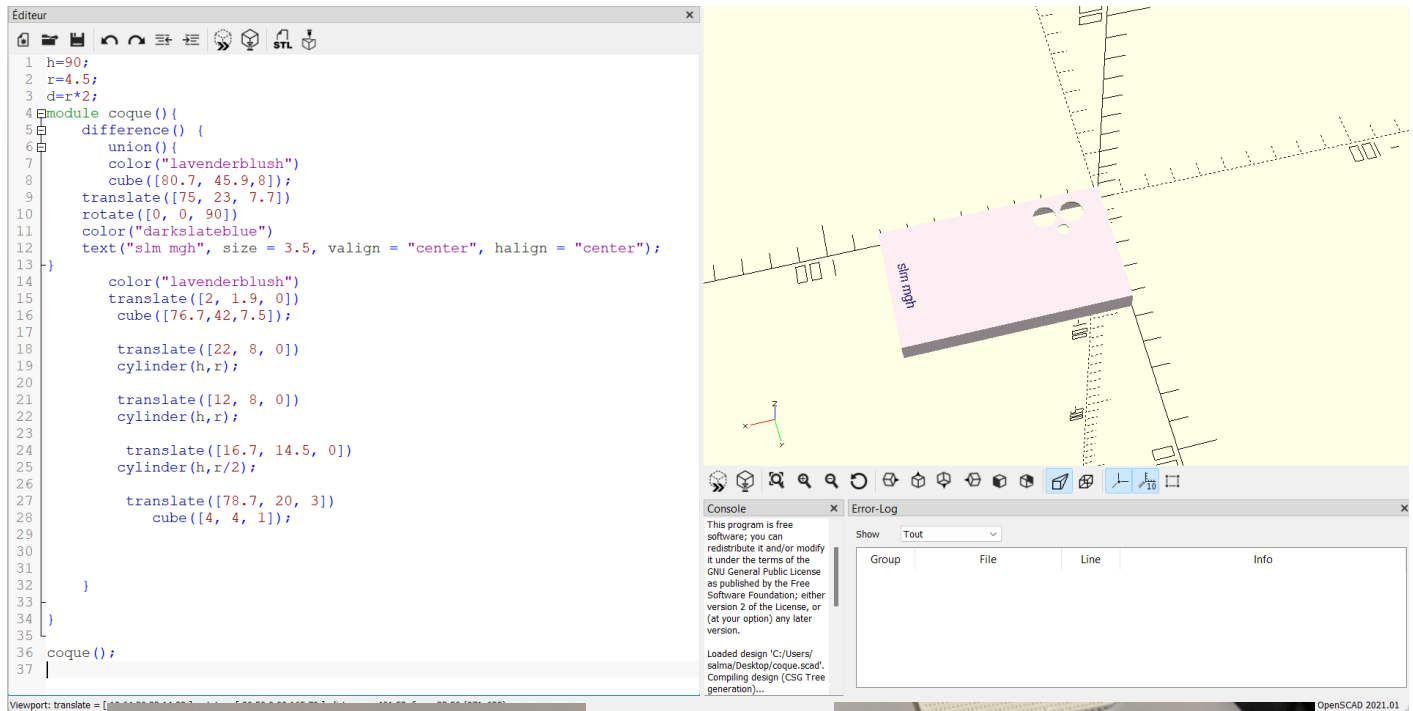 Éditeur
STL
1 h=90;
2 r=4.5;
3 d=r*2;
4 module coque(){
5     difference() {
6        union(){
7        color("lavenderblush")
8        cube([80.7, 45.9,8]);
9     translate([75, 23, 7.7])
10     rotate([0, 0, 90])
11     color("darkslateblue")
12     text("slm mgh", size = 3.5, valign = "center", halign = "center");
13 }
14        color("lavenderblush")
15        translate([2, 1.9, 0])
16         cube([76.7,42,7.5]);
17
18         translate([22, 8, 0])
19         cylinder(h,r);
20
21         translate([12, 8, 0])
22         cylinder(h,r);
23
24          translate([16.7, 14.5, 0])
25         cylinder(h,r/2);
26
27          translate([78.7, 20, 3])
28             cube([4, 4, 1]);
29
30
31
32     }
33
34 }
35
36 coque();
37
slm mgh
z
x
y
10
Console
This program is free
software; you can
redistribute it and/or modify
it under the terms of the
GNU General Public License
as published by the Free
Software Foundation; either
version 2 of the License, or
(at your option) any later
version.
Loaded design 'C:/Users/
salma/Desktop/coque.scad'.
Compiling design (CSG Tree
generation)...
Error-Log
Show Tout
Group File Line Info
Viewport: translate = [
OpenSCAD 2021.01